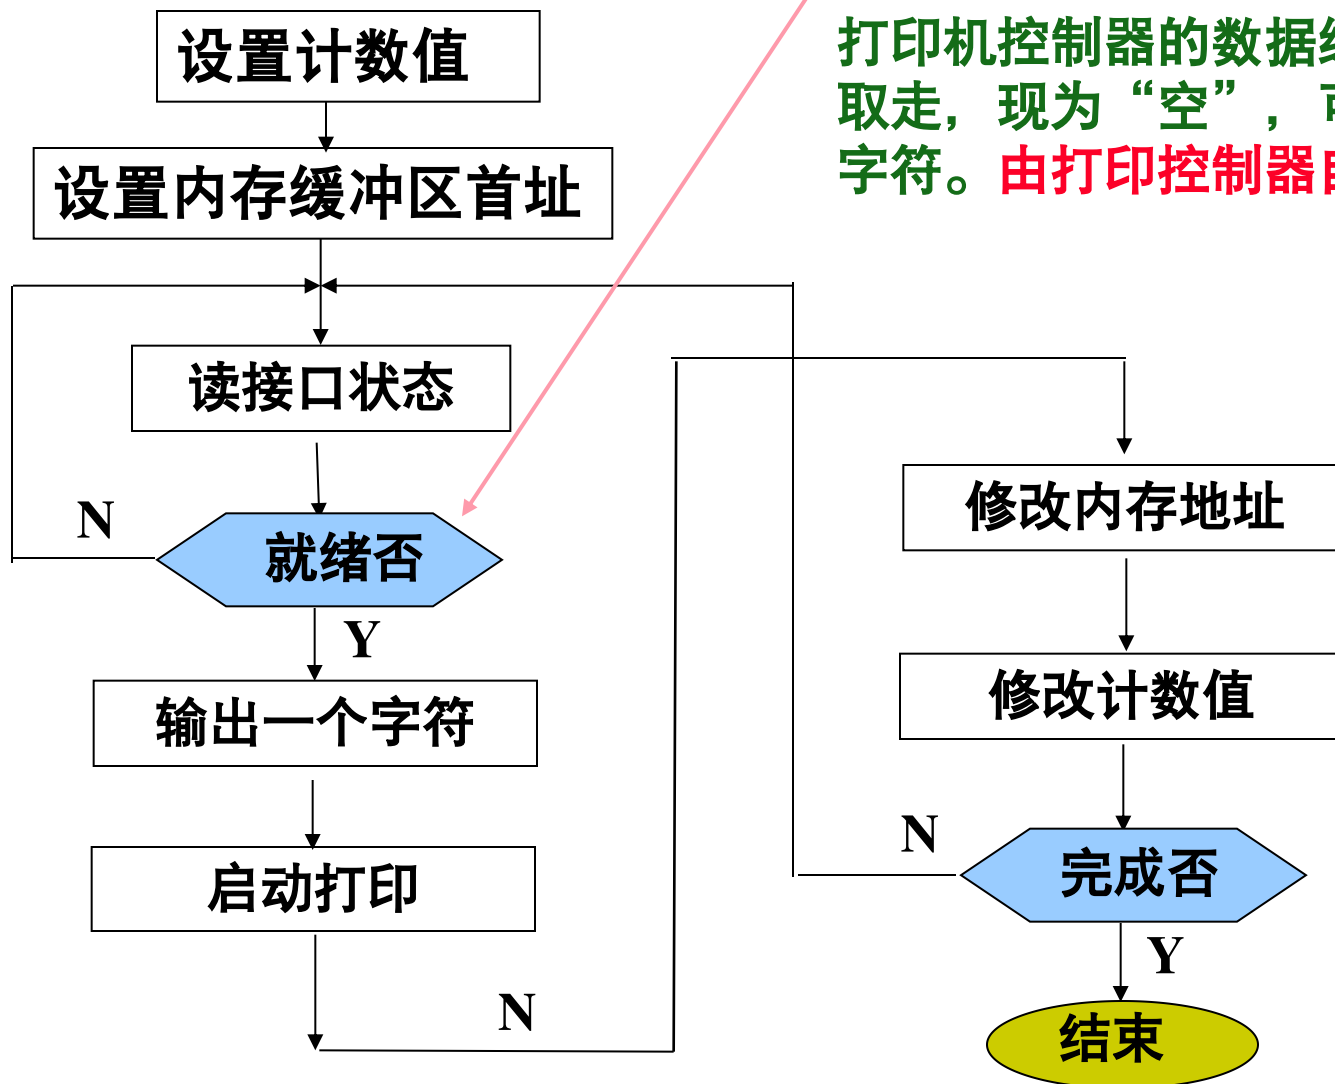 设置计数值
设置内存缓冲区首址
读接口状态
N
就绪否
Y
输出一个字符
启动打印
N
打印机控制器的数据
取走，现为“空”，
字符。由打印控制器
修改内存地址
修改计数值
N
完成否
Y
结束